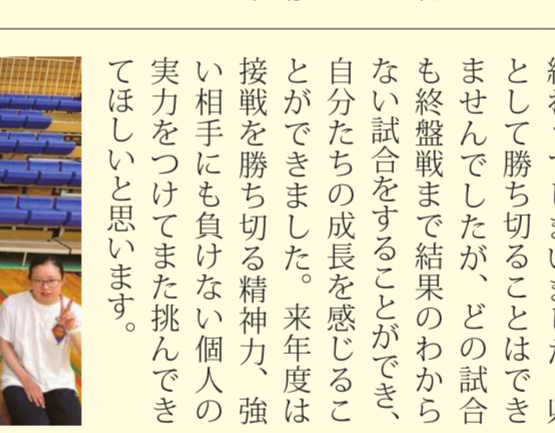 として勝ち切ることはでき
ませんでしたが、どの試合
も終盤戦まで結果のわから
ない試合をすることができ、
自分たちの成長を感じるこ
とができました。来年度は
接戦を勝ち切る精神力、強
い相手にも負けない個人の
実力をつけてまた挑んでき
てほしいと思います。